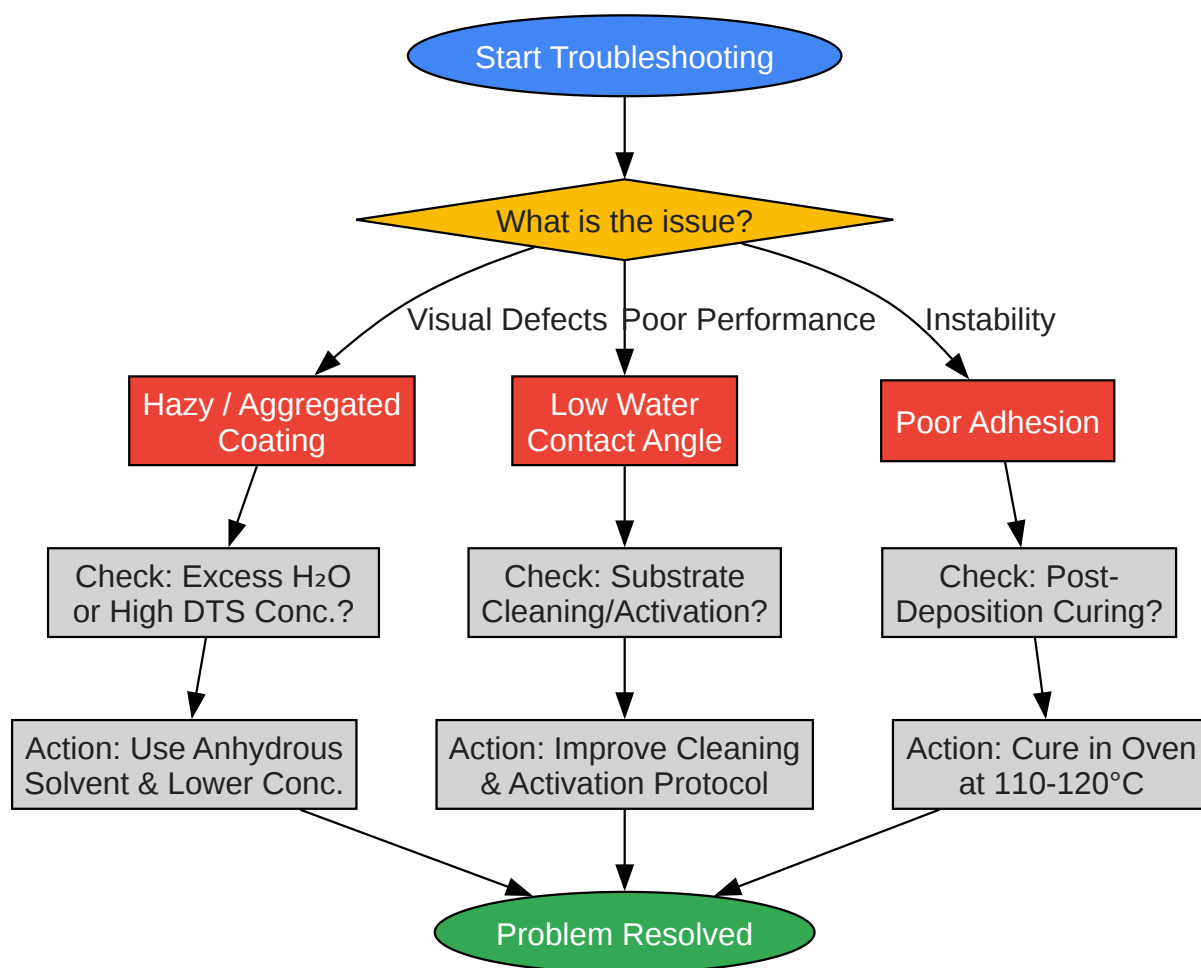 Start Troubleshooting
What is the issue?
Visual Defects
Poor Performance
Instability
Hazy / Aggregated
Coating
Low Water
Contact Angle
Poor Adhesion
Check: Excess H₂O
or High DTS Conc.?
Check: Substrate
Cleaning/Activation?
Check: Post-
Deposition Curing?
Action: Use Anhydrous
Solvent & Lower Conc.
Action: Improve Cleaning
& Activation Protocol
Action: Cure in Oven
at 110-120°C
Problem Resolved